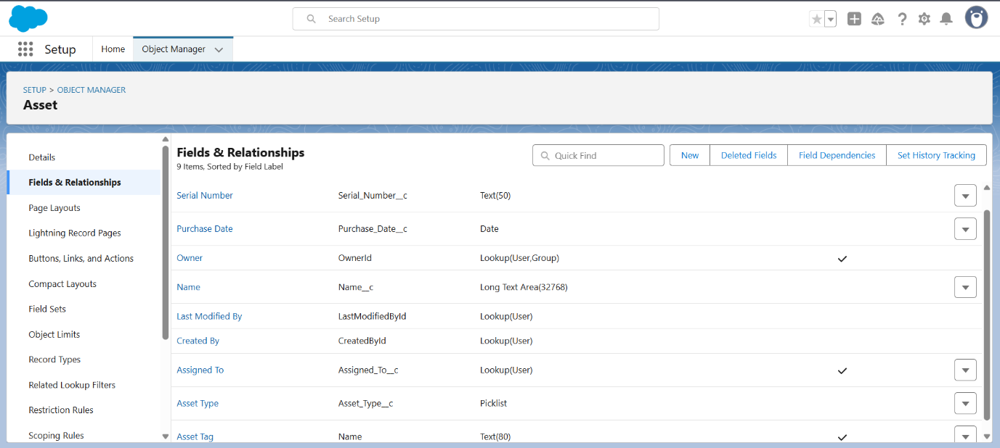 Search Setup
Setup
Home
Object Manager
SETUP > OBJECT MANAGER
Asset
Details
Fields & Relationships
Page Layouts
Lightning Record Pages
Buttons, Links, and Actions
Compact Layouts
Field Sets
Object Limits
Record Types
Related Lookup Filters
Restriction Rules
Scoping Rules
Fields & Relationships
9 Items, Sorted by Field Label
Quick Find
New
Deleted Fields
Field Dependencies
Set History Tracking
Serial Number Serial_Number__c Text(50)
Purchase Date Purchase_Date__c Date
Owner OwnerId Lookup(User,Group)
Name Name__c Long Text Area(32768)
Last Modified By LastModifiedById Lookup(User)
Created By CreatedById Lookup(User)
Assigned To Assigned_To__c Lookup(User)
Asset Type Asset_Type__c Picklist
Asset Tag Name Text(80)